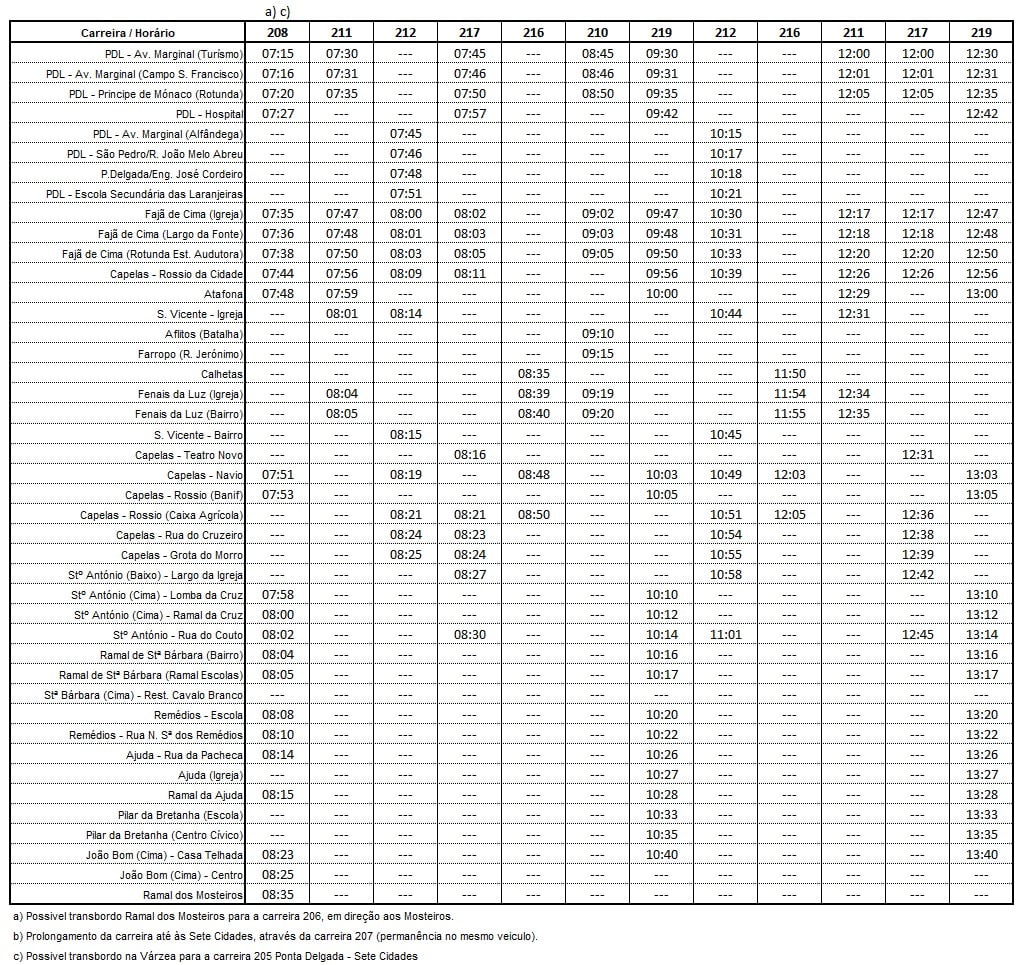 a) c)
Carreira / Horário 208 211 212 217 216 210 219 212 216 211 217 219
PDL - Av. Marginal (Turismo) 07:15 07:30 --- 07:45 --- 08:45 09:30 --- --- 12:00 12:00 12:30
PDL - Av. Marginal (Campo S. Francisco) 07:16 07:31 --- 07:46 --- 08:46 09:31 --- --- 12:01 12:01 12:31
PDL - Principe de Mónaco (Rotunda) 07:20 07:35 --- 07:50 --- 08:50 09:35 --- --- 12:05 12:05 12:35
PDL - Hospital 07:27 --- --- 07:57 --- --- 09:42 --- --- --- --- 12:42
PDL - Av. Marginal (Alfândega) --- --- 07:45 --- --- --- --- 10:15 --- --- --- ---
PDL - São Pedro/R. João Melo Abreu --- --- 07:46 --- --- --- --- 10:17 --- --- --- ---
P.Delgada/Eng. José Cordeiro --- --- 07:48 --- --- --- --- 10:18 --- --- --- ---
PDL - Escola Secundária das Laranjeiras --- --- 07:51 --- --- --- --- 10:21 --- --- --- ---
Fajã de Cima (Igreja) 07:35 07:47 08:00 08:02 --- 09:02 09:47 10:30 --- 12:17 12:17 12:47
Fajã de Cima (Largo da Fonte) 07:36 07:48 08:01 08:03 --- 09:03 09:48 10:31 --- 12:18 12:18 12:48
Fajã de Cima (Rotunda Est. Audutora) 07:38 07:50 08:03 08:05 --- 09:05 09:50 10:33 --- 12:20 12:20 12:50
Capelas - Rossio da Cidade 07:44 07:56 08:09 08:11 --- --- 09:56 10:39 --- 12:26 12:26 12:56
Atafona 07:48 07:59 --- --- --- --- 10:00 --- --- 12:29 --- 13:00
S. Vicente - Igreja --- 08:01 08:14 --- --- --- --- 10:44 --- 12:31 --- ---
Aflitos (Batalha) --- --- --- --- --- 09:10 --- --- --- --- --- ---
Farropo (R. Jerónimo) --- --- --- --- --- 09:15 --- --- --- --- --- ---
Calhetas --- --- --- --- 08:35 --- --- --- 11:50 --- --- ---
Fenais da Luz (Igreja) --- 08:04 --- --- 08:39 09:19 --- --- 11:54 12:34 --- ---
Fenais da Luz (Bairro) --- 08:05 --- --- 08:40 09:20 --- --- 11:55 12:35 --- ---
S. Vicente - Bairro --- --- 08:15 --- --- --- --- 10:45 --- --- --- ---
Capelas - Teatro Novo --- --- --- 08:16 --- --- --- --- --- --- 12:31 ---
Capelas - Navio 07:51 --- 08:19 --- 08:48 --- 10:03 10:49 12:03 --- --- 13:03
Capelas - Rossio (Banif) 07:53 --- --- --- --- --- 10:05 --- --- --- --- 13:05
Capelas - Rossio (Caixa Agrícola) --- --- 08:21 08:21 08:50 --- --- 10:51 12:05 --- 12:36 ---
Capelas - Rua do Cruzeiro --- --- 08:24 08:23 --- --- --- 10:54 --- --- 12:38 ---
Capelas - Grota do Morro --- --- 08:25 08:24 --- --- --- 10:55 --- --- 12:39 ---
Stº António (Baixo) - Largo da Igreja --- --- --- 08:27 --- --- --- 10:58 --- --- 12:42 ---
Stº António (Cima) - Lomba da Cruz 07:58 --- --- --- --- --- 10:10 --- --- --- --- 13:10
Stº António (Cima) - Ramal da Cruz 08:00 --- --- --- --- --- 10:12 --- --- --- --- 13:12
Stº António - Rua do Couto 08:02 --- --- 08:30 --- --- 10:14 11:01 --- --- 12:45 13:14
Ramal de Stª Bárbara (Bairro) 08:04 --- --- --- --- --- 10:16 --- --- --- --- 13:16
Ramal de Stª Bárbara (Ramal Escolas) 08:05 --- --- --- --- --- 10:17 --- --- --- --- 13:17
Stª Bárbara (Cima) - Rest. Cavalo Branco --- --- --- --- --- --- --- --- --- --- --- ---
Remédios - Escola 08:08 --- --- --- --- --- 10:20 --- --- --- --- 13:20
Remédios - Rua N. Sª dos Remédios 08:10 --- --- --- --- --- 10:22 --- --- --- --- 13:22
Ajuda - Rua da Pacheca 08:14 --- --- --- --- --- 10:26 --- --- --- --- 13:26
Ajuda (Igreja) --- --- --- --- --- --- 10:27 --- --- --- --- 13:27
Ramal da Ajuda 08:15 --- --- --- --- --- 10:28 --- --- --- --- 13:28
Pilar da Bretanha (Escola) --- --- --- --- --- --- 10:33 --- --- --- --- 13:33
Pilar da Bretanha (Centro Cívico) --- --- --- --- --- --- 10:35 --- --- --- --- 13:35
João Bom (Cima) - Casa Telhada 08:23 --- --- --- --- --- 10:40 --- --- --- --- 13:40
João Bom (Cima) - Centro 08:25 --- --- --- --- --- --- --- --- --- --- ---
Ramal dos Mosteiros 08:35 --- --- --- --- --- --- --- --- --- --- ---
a) Possivel transbordo Ramal dos Mosteiros para a carreira 206, em direção aos Mosteiros.
b) Prolongamento da carreira até às Sete Cidades, através da carreira 207 (permanência no mesmo veiculo).
c) Possivel transbordo na Várzea para a carreira 205 Ponta Delgada - Sete Cidades